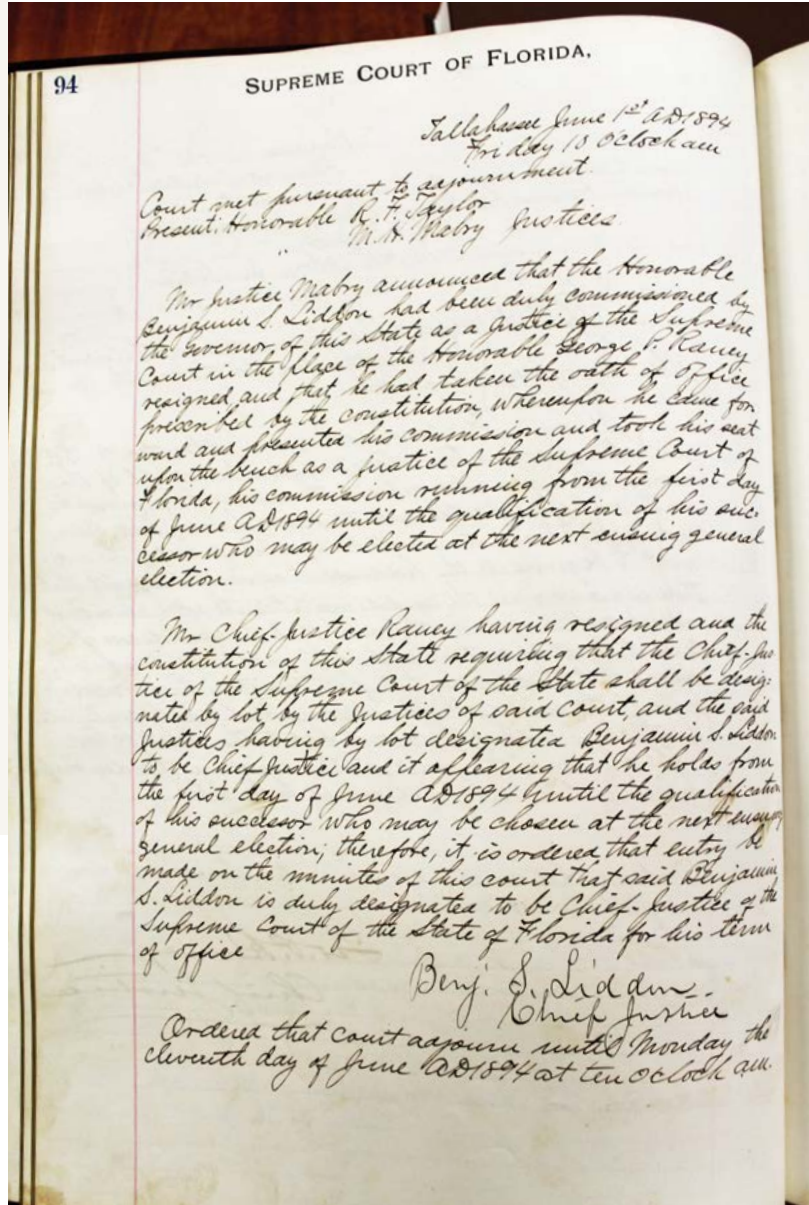 94
SUPREME COURT OF FLORIDA,
Tallahassee June 1st AD1894
Friday 10 Oclock am
Court met pursuant to adjournment.
Present: Honorable R. F. Taylor
" M. H. Mabry Justices.
Mr Justice Mabry announced that the Honorable
Benjamin S. Liddon had been duly commissioned by
the governor of this State as a Justice of the Supreme
Court in the place of the Honorable George P. Raney
resigned and that he had taken the oath of office
prescribed by the constitution, whereupon he came for
ward and presented his commission and took his seat
upon the bench as a Justice of the Supreme Court of
Florida, his commission running from the first day
of June AD1894 until the qualification of his suc-
cessor who may be elected at the next ensuing general
election.
Mr Chief-Justice Raney having resigned and the
constitution of this State requiring that the Chief-Jus
tice of the Supreme Court of the State shall be desig-
nated by lot, by the Justices of said court, and the said
Justices having by lot designated Benjamin S. Liddon
to be Chief Justice and it appearing that he holds from
the first day of June AD1894 until the qualification
of his successor who may be chosen at the next ensuing
general election; therefore, it is ordered that entry be
made on the minutes of this court that said Benjamin
S. Liddon is duly designated to be Chief-Justice of the
Supreme Court of the State of Florida for his term
of office
Benj. S. Liddon.
Chief Justice
Ordered that court adjourn until Monday the
eleventh day of June AD1894 at ten Oclock am.